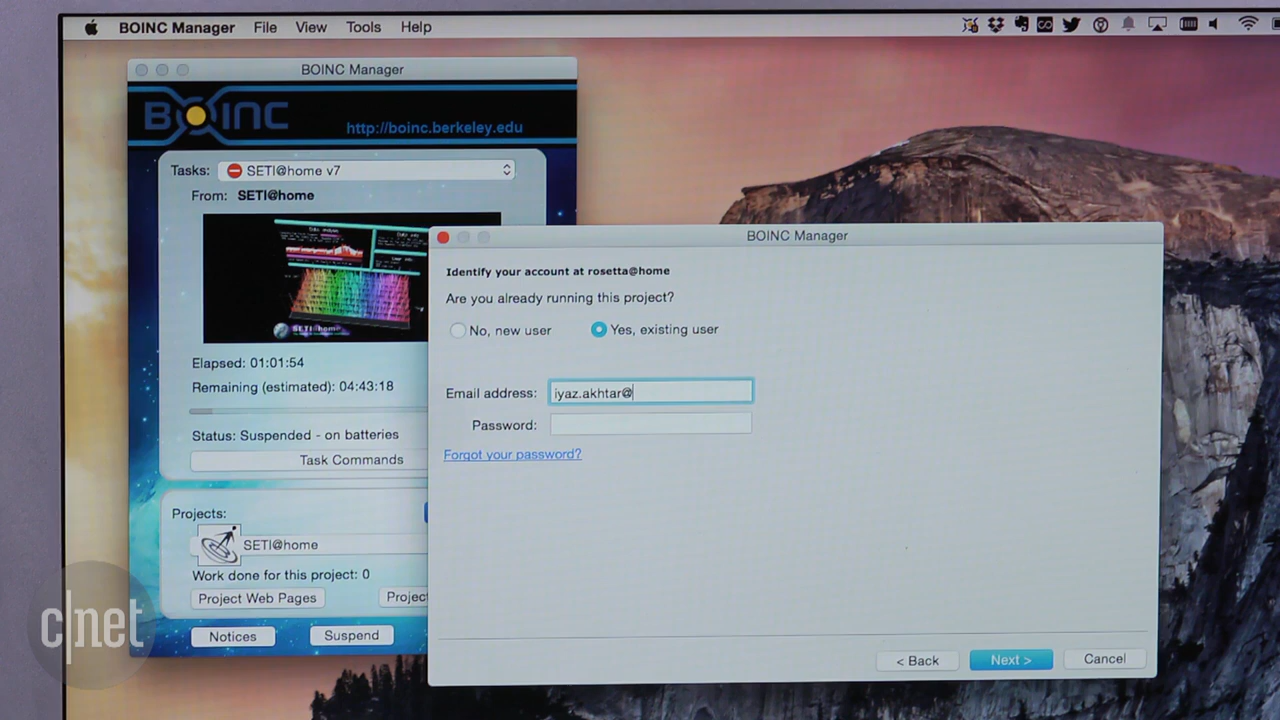 BOINC Manager File View Tools Help
BOINC Manager
BOINC
http://boinc.berkeley.edu
Tasks: SETI@home v7
From: SETI@home
SETI@home
Elapsed: 01:01:54
Remaining (estimated): 04:43:18
Status: Suspended - on batteries
Task Commands
Projects:
SETI@home
Work done for this project: 0
Project Web Pages
Notices
Suspend
BOINC Manager
Identify your account at rosetta@home
Are you already running this project?
No, new user
Yes, existing user
Email address: iyaz.akhtar@
Password:
Forgot your password?
< Back
Next >
Cancel
c|net